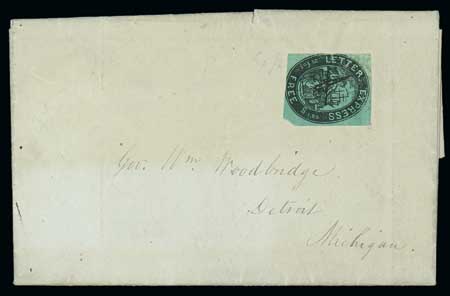 LETTER EXPRESS
FREE
Gov. Wm Woodbridge.
Detroit
Michigan.